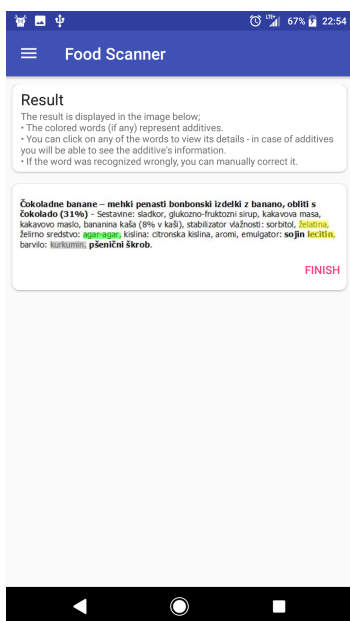 LTE+ 67% 22:54
Food Scanner
Result
The result is displayed in the image below;
• The colored words (if any) represent additives.
• You can click on any of the words to view its details - in case of additives
you will be able to see the additive's information.
• If the word was recognized wrongly, you can manually correct it.
Čokoladne banane – mehki penasti bonbonski izdelki z banano, obliti s
čokolado (31%) - Sestavine: sladkor, glukozno-fruktozni sirup, kakavova masa,
kakavovo maslo, bananina kaša (8% v kaši), stabilizator vlažnosti: sorbitol, želatina,
želirno sredstvo: agar-agar, kislina: citronska kislina, aromi, emulgator: sojin lecitin,
barvilo: kurkumin, pšenični škrob.
FINISH